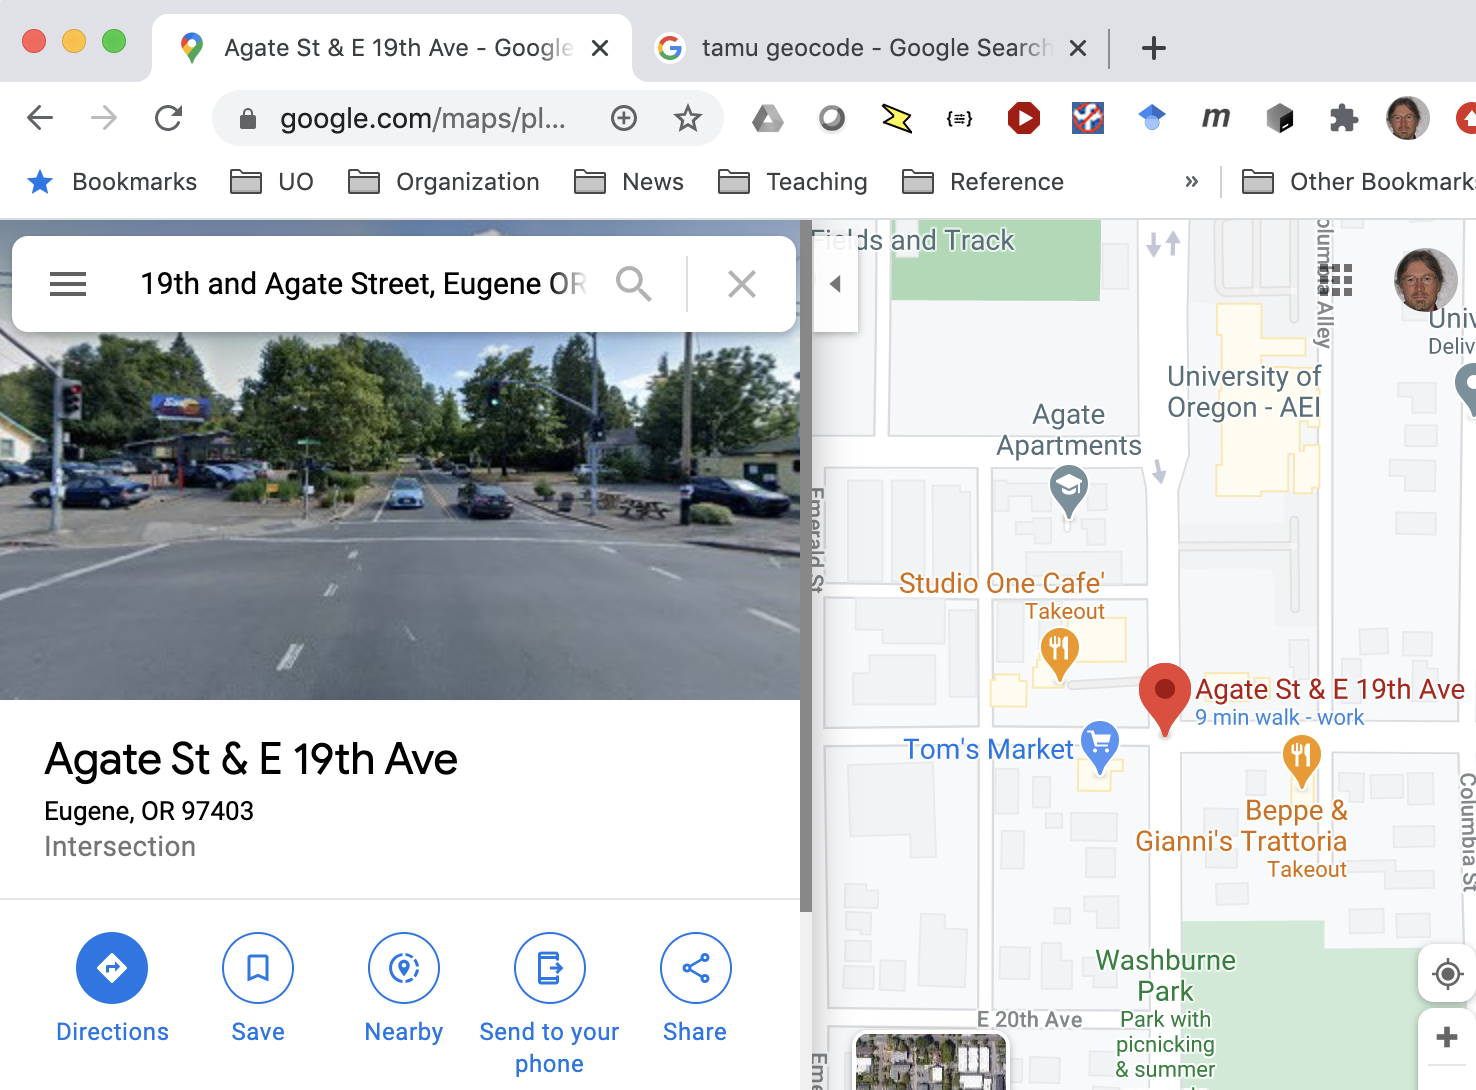 Agate St & E 19th Ave - Google
tamu geocode - Google Search
google.com/maps/pl...
m
Bookmarks
UO
Organization
News
Teaching
Reference
»
Other Bookmarks
19th and Agate Street, Eugene OR
Agate St & E 19th Ave
Eugene, OR 97403
Intersection
Directions
Save
Nearby
Send to your
phone
Share
Fields and Track
Columbia Alley
Univ
Deliv
University of
Oregon - AEI
Agate
Apartments
Emerald St
Studio One Cafe'
Takeout
Agate St & E 19th Ave
9 min walk - work
Tom's Market
Beppe &
Gianni's Trattoria
Takeout
Columbia St
Washburne
Park
Park with
picnicking
& summer
E 20th Ave
Eme